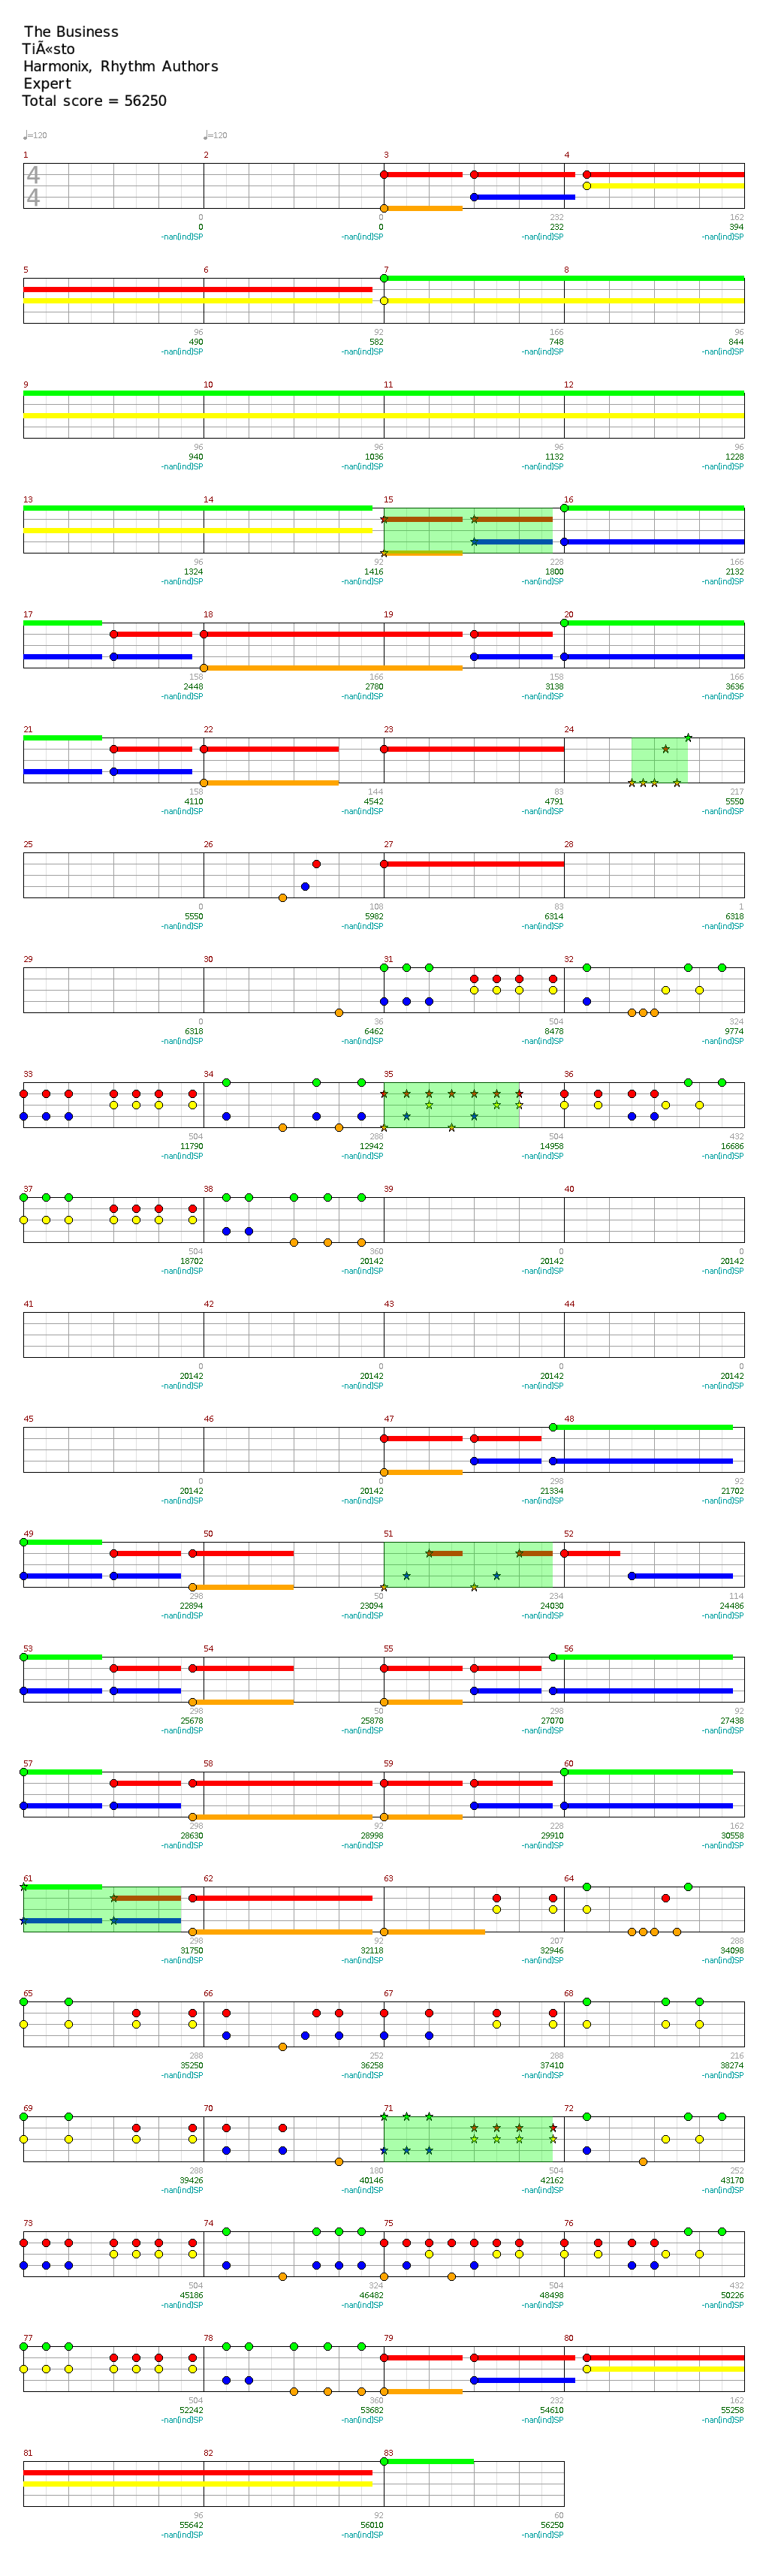 The Business
TiÃ«sto
Harmonix, Rhythm Authors
Expert
Total score = 56250
♩=120 ♩=120
1 2 3 4
4
4
0 0 232 162
0 0 232 394
-nan(ind)SP -nan(ind)SP -nan(ind)SP -nan(ind)SP
5 6 7 8
96 92 166 96
490 582 748 844
-nan(ind)SP -nan(ind)SP -nan(ind)SP -nan(ind)SP
9 10 11 12
96 96 96 96
940 1036 1132 1228
-nan(ind)SP -nan(ind)SP -nan(ind)SP -nan(ind)SP
13 14 15 16
96 92 228 166
1324 1416 1800 2132
-nan(ind)SP -nan(ind)SP -nan(ind)SP -nan(ind)SP
17 18 19 20
158 166 158 166
2448 2780 3138 3636
-nan(ind)SP -nan(ind)SP -nan(ind)SP -nan(ind)SP
21 22 23 24
158 144 83 217
4110 4542 4791 5550
-nan(ind)SP -nan(ind)SP -nan(ind)SP -nan(ind)SP
25 26 27 28
0 108 83 1
5550 5982 6314 6318
-nan(ind)SP -nan(ind)SP -nan(ind)SP -nan(ind)SP
29 30 31 32
0 36 504 324
6318 6462 8478 9774
-nan(ind)SP -nan(ind)SP -nan(ind)SP -nan(ind)SP
33 34 35 36
504 288 504 432
11790 12942 14958 16686
-nan(ind)SP -nan(ind)SP -nan(ind)SP -nan(ind)SP
37 38 39 40
504 360 0 0
18702 20142 20142 20142
-nan(ind)SP -nan(ind)SP -nan(ind)SP -nan(ind)SP
41 42 43 44
0 0 0 0
20142 20142 20142 20142
-nan(ind)SP -nan(ind)SP -nan(ind)SP -nan(ind)SP
45 46 47 48
0 0 298 92
20142 20142 21334 21702
-nan(ind)SP -nan(ind)SP -nan(ind)SP -nan(ind)SP
49 50 51 52
298 50 234 114
22894 23094 24030 24486
-nan(ind)SP -nan(ind)SP -nan(ind)SP -nan(ind)SP
53 54 55 56
298 50 298 92
25678 25878 27070 27438
-nan(ind)SP -nan(ind)SP -nan(ind)SP -nan(ind)SP
57 58 59 60
298 92 228 162
28630 28998 29910 30558
-nan(ind)SP -nan(ind)SP -nan(ind)SP -nan(ind)SP
61 62 63 64
298 92 207 288
31750 32118 32946 34098
-nan(ind)SP -nan(ind)SP -nan(ind)SP -nan(ind)SP
65 66 67 68
288 252 288 216
35250 36258 37410 38274
-nan(ind)SP -nan(ind)SP -nan(ind)SP -nan(ind)SP
69 70 71 72
288 180 504 252
39426 40146 42162 43170
-nan(ind)SP -nan(ind)SP -nan(ind)SP -nan(ind)SP
73 74 75 76
504 324 504 432
45186 46482 48498 50226
-nan(ind)SP -nan(ind)SP -nan(ind)SP -nan(ind)SP
77 78 79 80
504 360 232 162
52242 53682 54610 55258
-nan(ind)SP -nan(ind)SP -nan(ind)SP -nan(ind)SP
81 82 83
96 92 60
55642 56010 56250
-nan(ind)SP -nan(ind)SP -nan(ind)SP